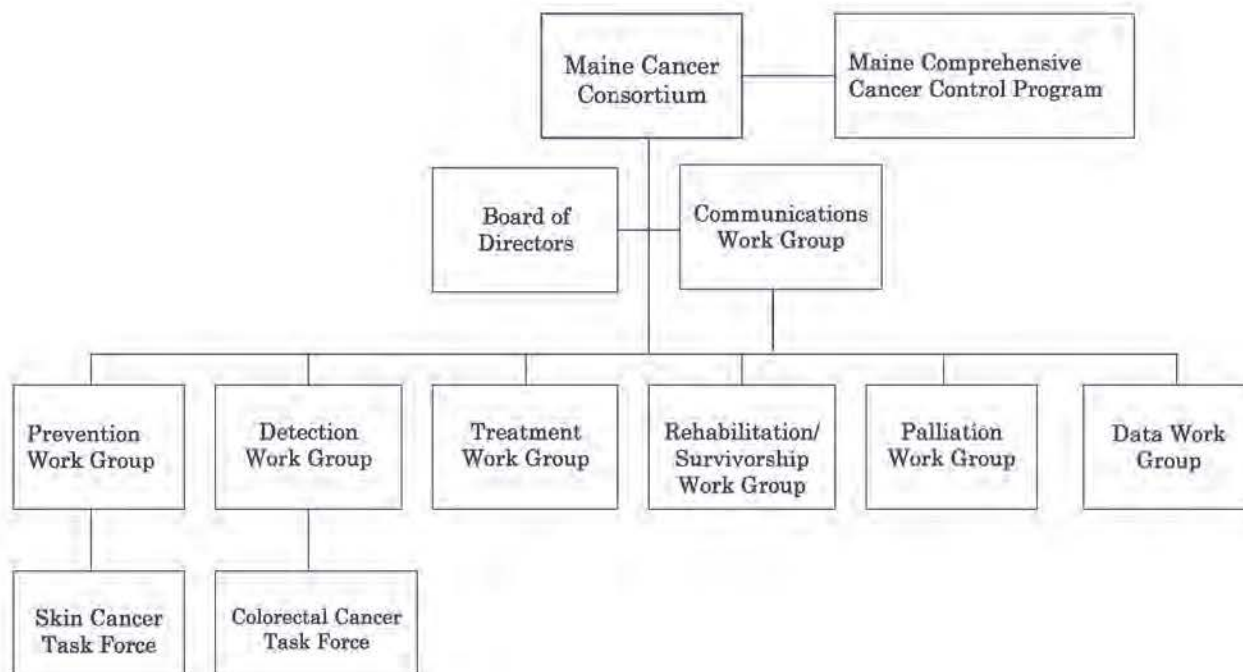 Maine Cancer
Consortium
Maine Comprehensive
Cancer Control Program
Board of
Directors
Communications
Work Group
Prevention
Work Group
Detection
Work Group
Treatment
Work Group
Rehabilitation/
Survivorship
Work Group
Palliation
Work Group
Data Work
Group
Skin Cancer
Task Force
Colorectal Cancer
Task Force